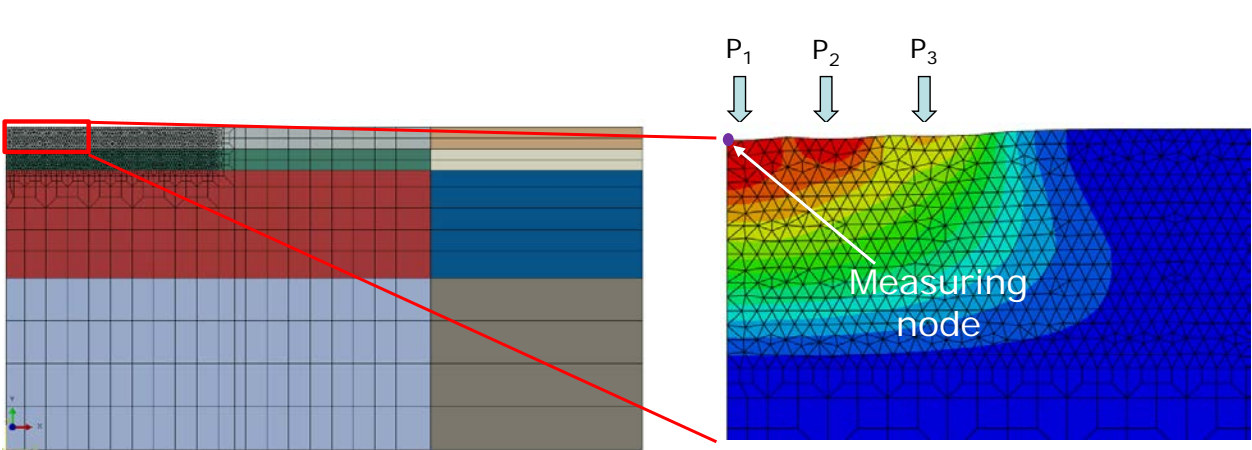 P₁ P₂ P₃
Measuring
node
Y
X